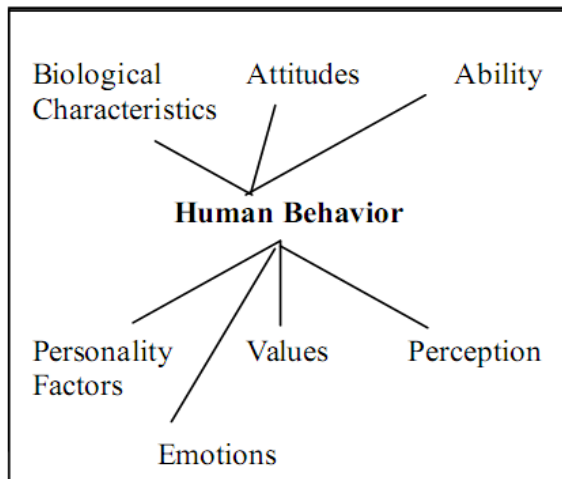 Biological
Characteristics
Attitudes
Ability
Human Behavior
Personality
Factors
Values
Perception
Emotions